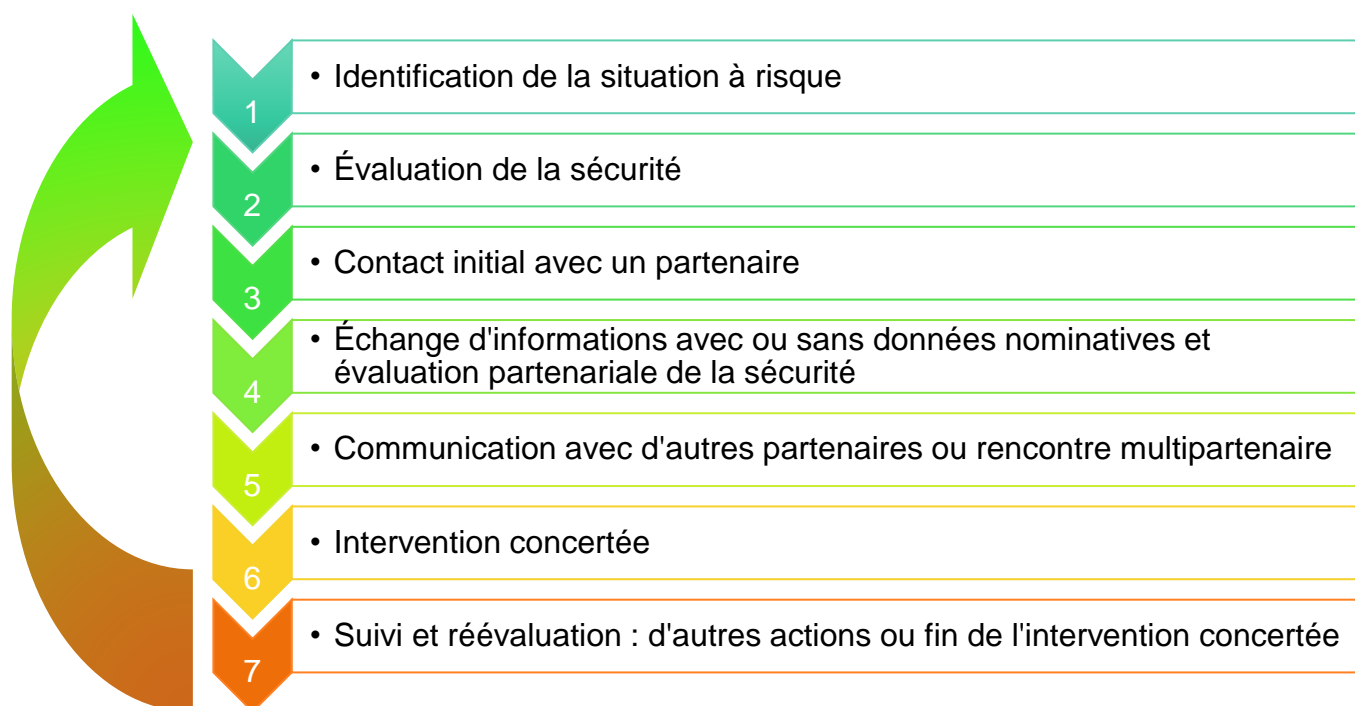 1
• Identification de la situation à risque
2
• Évaluation de la sécurité
3
• Contact initial avec un partenaire
4
• Échange d'informations avec ou sans données nominatives et
évaluation partenariale de la sécurité
5
• Communication avec d'autres partenaires ou rencontre multipartenaire
6
• Intervention concertée
7
• Suivi et réévaluation : d'autres actions ou fin de l'intervention concertée